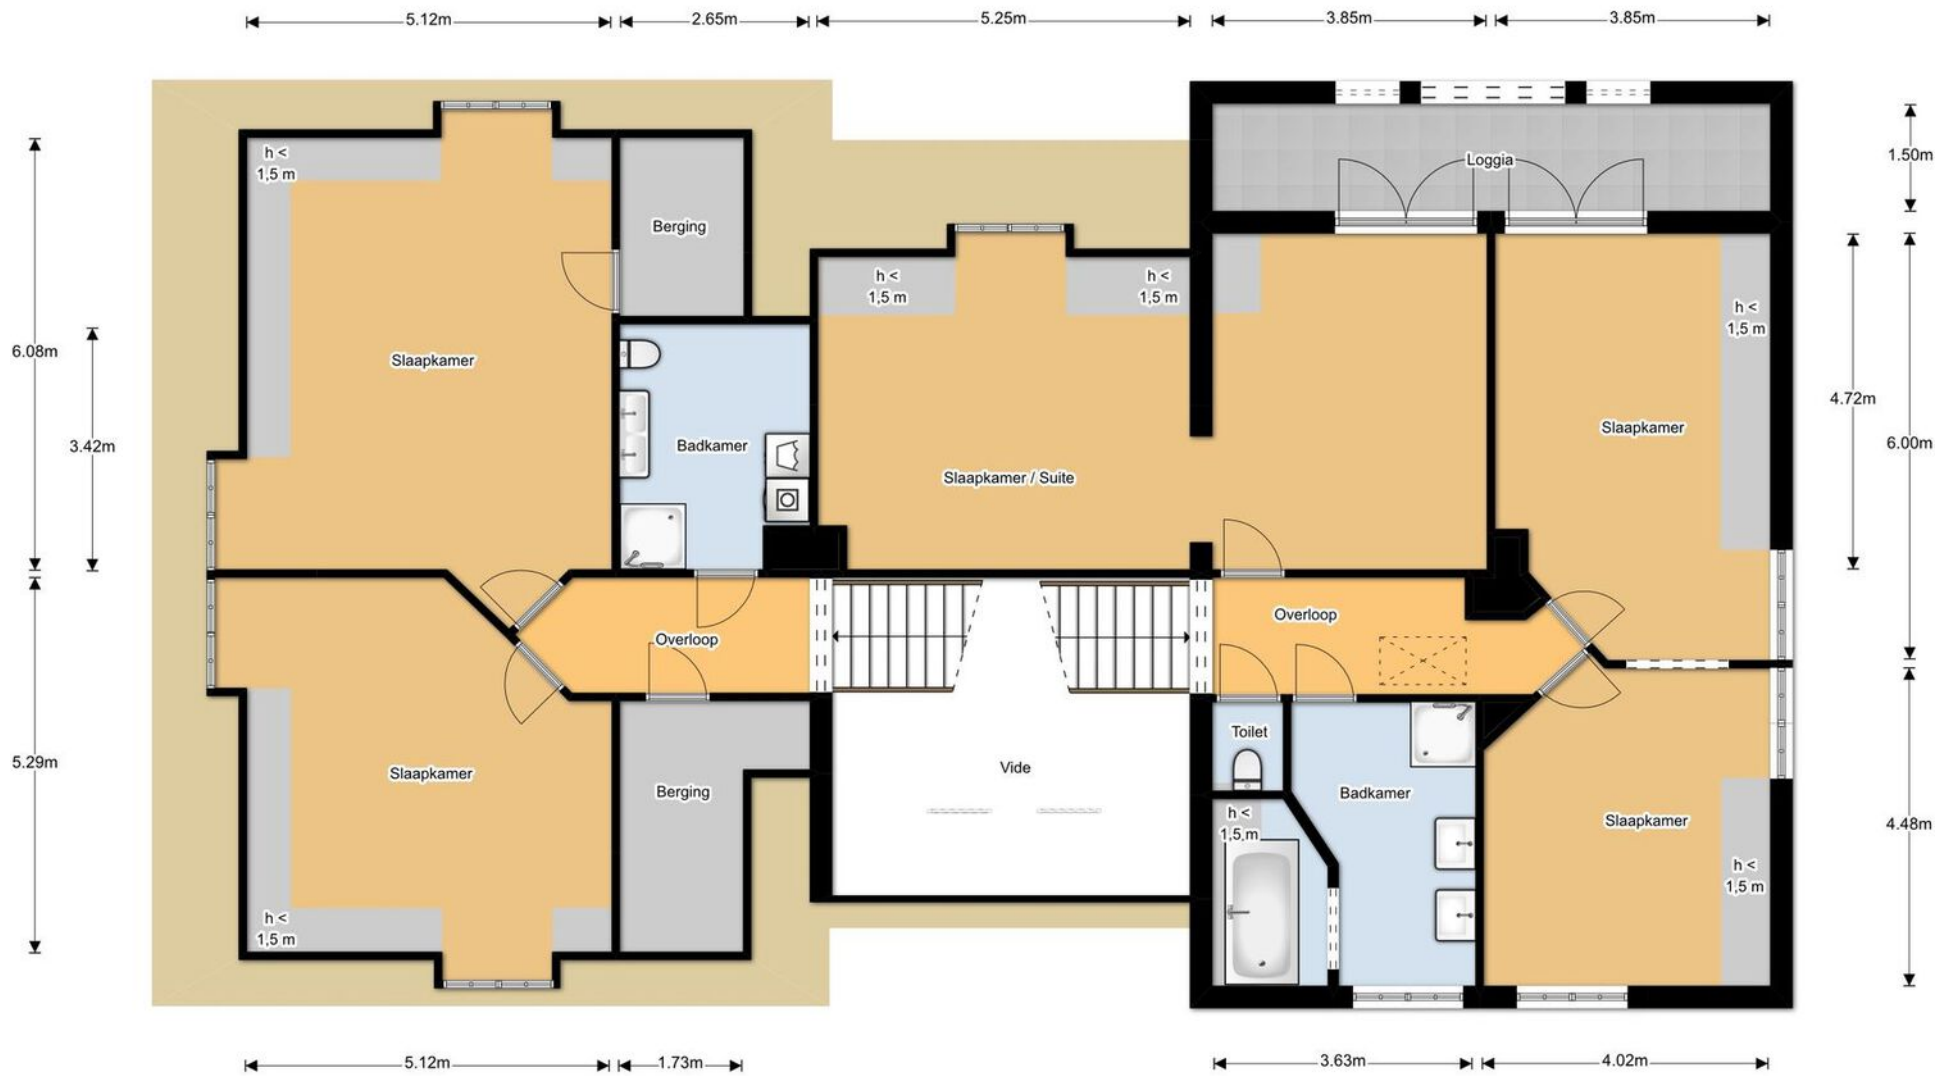 5.12m
2.65m
5.25m
3.85m
3.85m
h <
1,5 m
Berging
Loggia
1.50m
h <
1,5 m
h <
1,5 m
h <
1,5 m
6.08m
Slaapkamer
3.42m
Badkamer
Slaapkamer / Suite
Slaapkamer
4.72m
6.00m
Overloop
Overloop
5.29m
Slaapkamer
Berging
Vide
Toilet
Badkamer
h <
1,5 m
Slaapkamer
4.48m
h <
1,5 m
h <
1,5 m
5.12m
1.73m
3.63m
4.02m